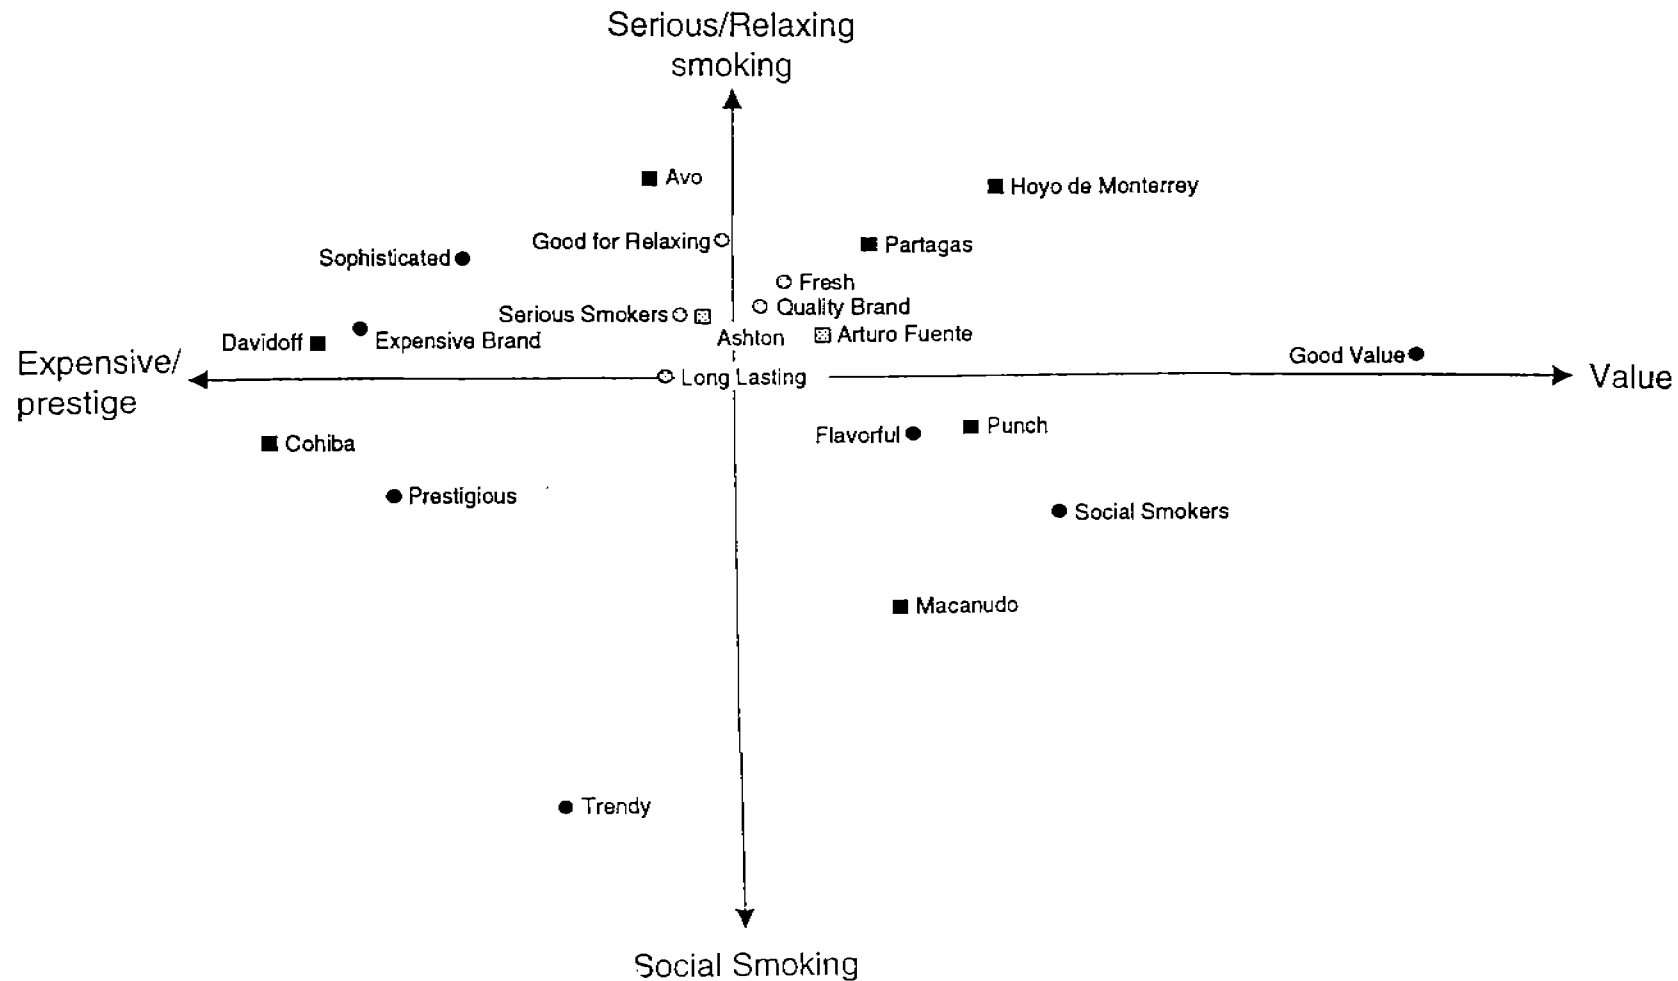 Serious/Relaxing
smoking
Avo
Hoyo de Monterrey
Good for Relaxing
Partagas
Sophisticated
Fresh
Quality Brand
Serious Smokers
Ashton
Arturo Fuente
Davidoff
Expensive Brand
Good Value
Expensive/
prestige
Long Lasting
Value
Flavorful
Punch
Cohiba
Prestigious
Social Smokers
Macanudo
Trendy
Social Smoking